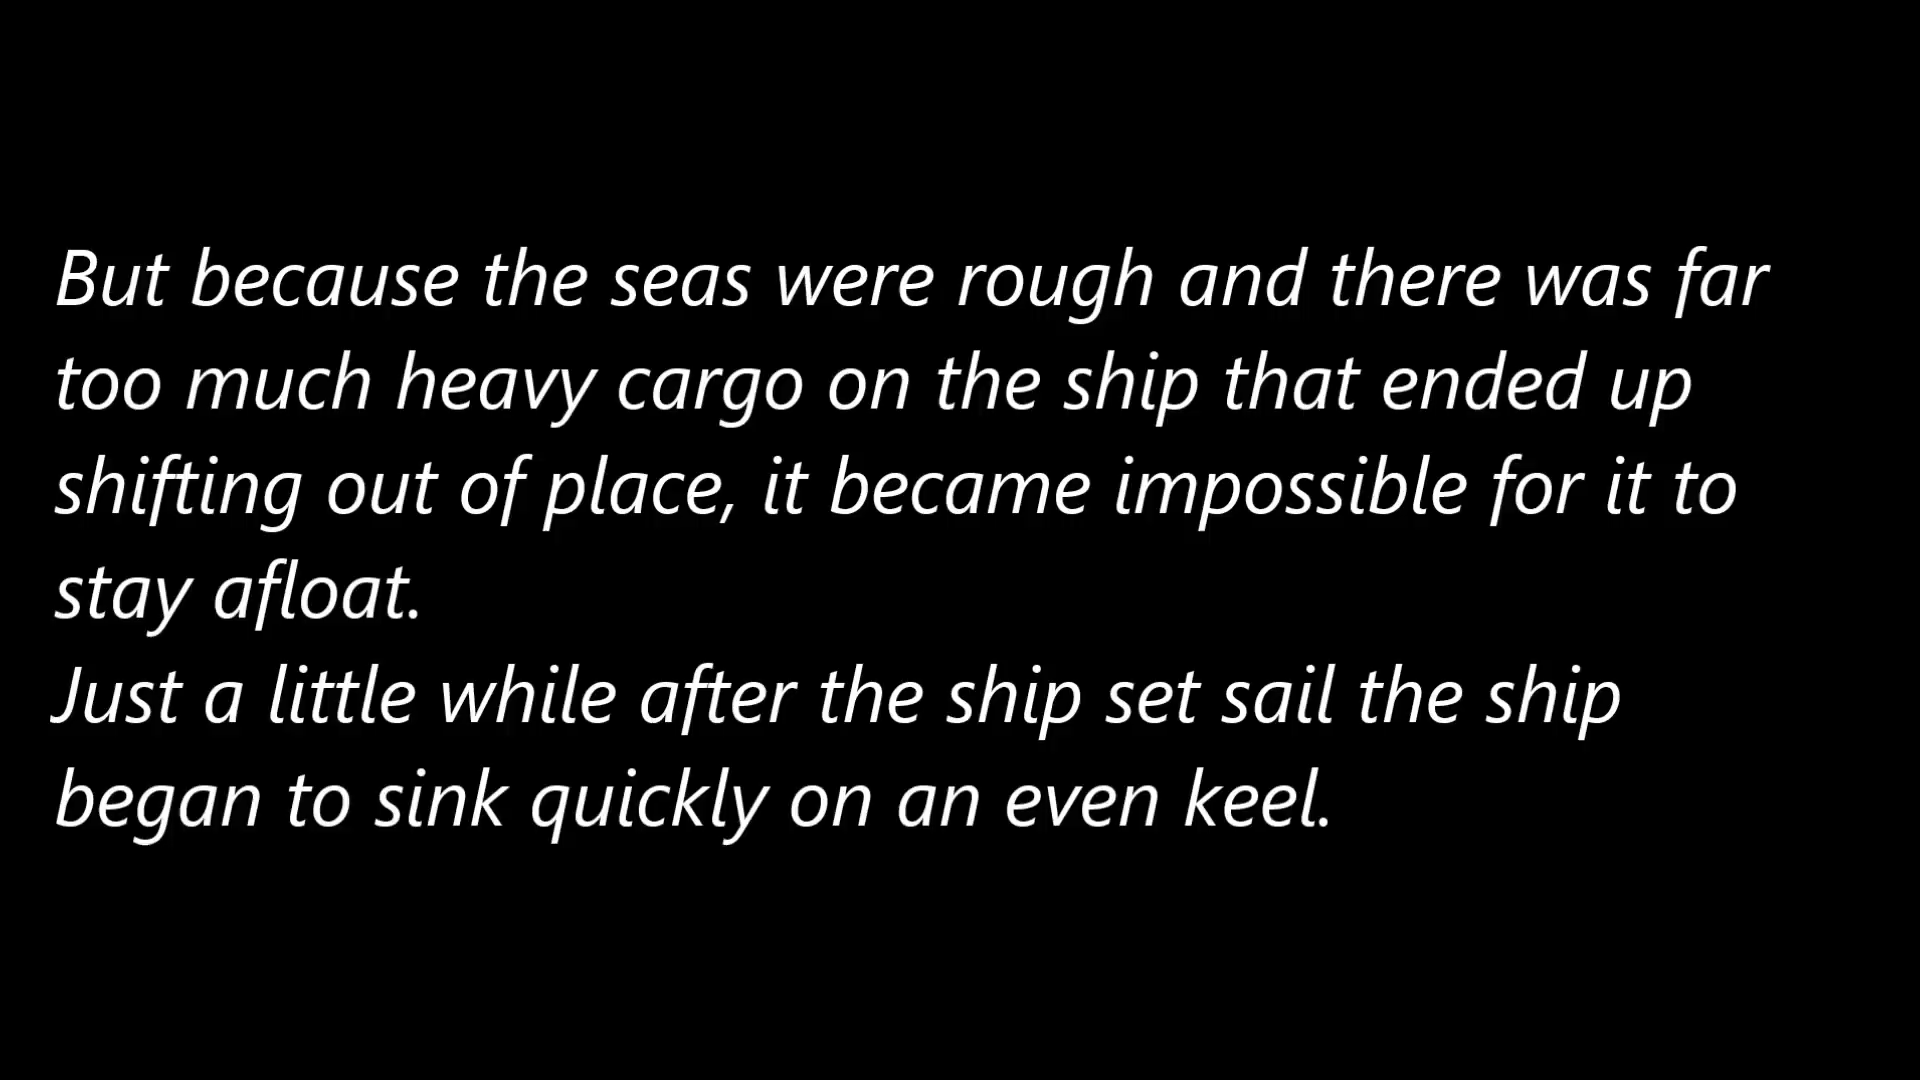 But because the seas were rough and there was far
too much heavy cargo on the ship that ended up
shifting out of place, it became impossible for it to
stay afloat.
Just a little while after the ship set sail the ship
began to sink quickly on an even keel.